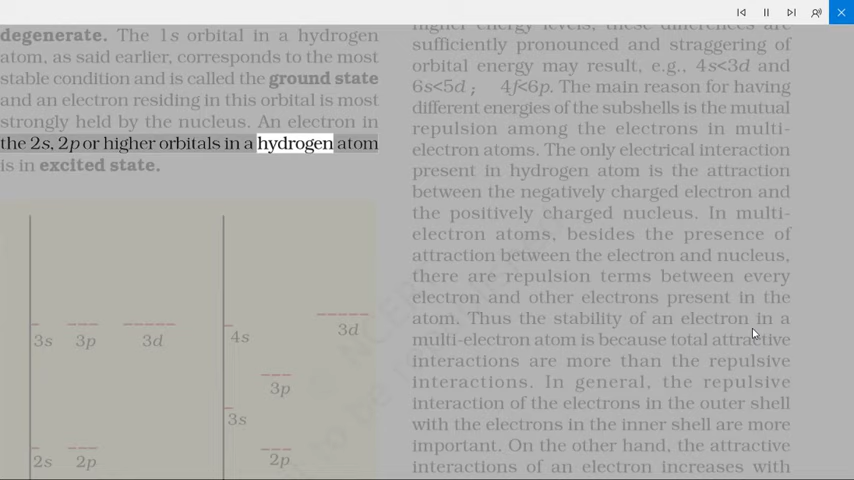 degenerate. The 1s orbital in a hydrogen
atom, as said earlier, corresponds to the most
stable condition and is called the ground state
and an electron residing in this orbital is most
strongly held by the nucleus. An electron in
the 2s, 2p or higher orbitals in a hydrogen atom
is in excited state.
3s 3p 3d
2s 2p
4s 3d
3p
3s
2p
higher energy levels, these differences are
sufficiently pronounced and straggering of
orbital energy may result, e.g., 4s<3d and
6s<5d ; 4f<6p. The main reason for having
different energies of the subshells is the mutual
repulsion among the electrons in multi-
electron atoms. The only electrical interaction
present in hydrogen atom is the attraction
between the negatively charged electron and
the positively charged nucleus. In multi-
electron atoms, besides the presence of
attraction between the electron and nucleus,
there are repulsion terms between every
electron and other electrons present in the
atom. Thus the stability of an electron in a
multi-electron atom is because total attractive
interactions are more than the repulsive
interactions. In general, the repulsive
interaction of the electrons in the outer shell
with the electrons in the inner shell are more
important. On the other hand, the attractive
interactions of an electron increases with